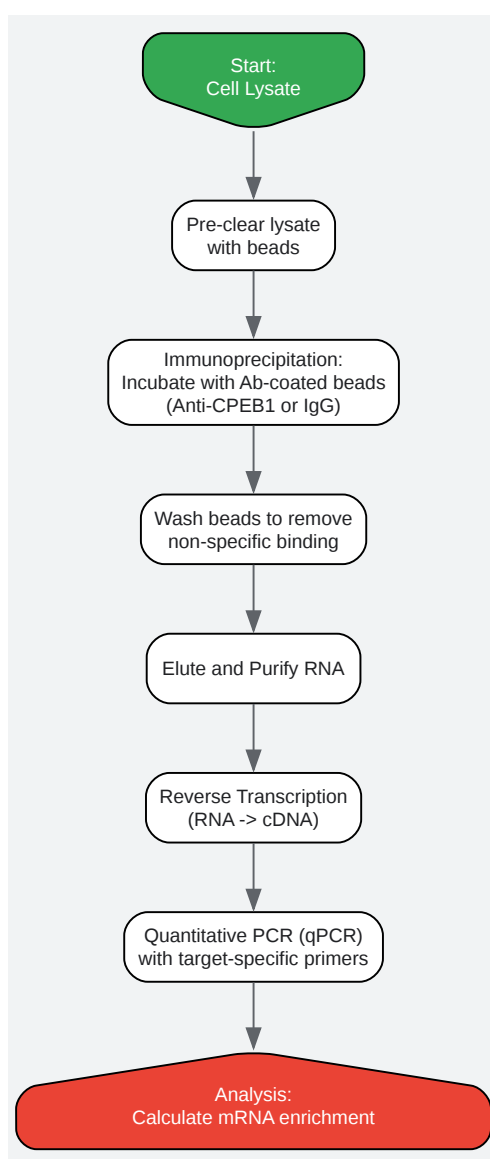 Start:
Cell Lysate
Pre-clear lysate
with beads
Immunoprecipitation:
Incubate with Ab-coated beads
(Anti-CPEB1 or IgG)
Wash beads to remove
non-specific binding
Elute and Purify RNA
Reverse Transcription
(RNA -> cDNA)
Quantitative PCR (qPCR)
with target-specific primers
Analysis:
Calculate mRNA enrichment